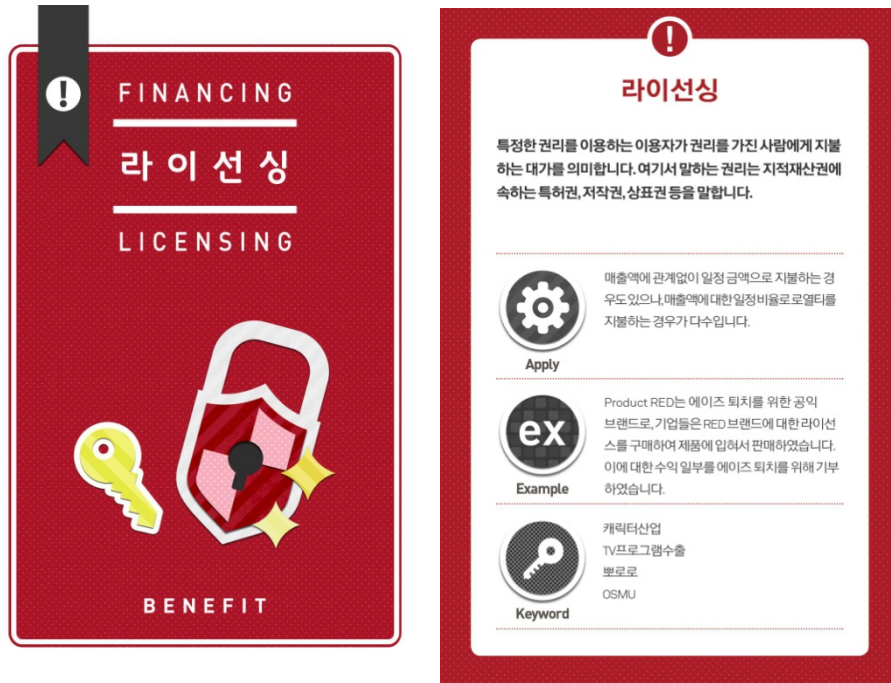 !
FINANCING
라이선싱
LICENSING
BENEFIT
!
라이선싱
특정한 권리를 이용하는 이용자가 권리를 가진 사람에게 지불
하는 대가를 의미합니다. 여기서 말하는 권리는 지적재산권에
속하는 특허권, 저작권, 상표권 등을 말합니다.
매출액에 관계없이 일정 금액으로 지불하는 경
우도 있으나, 매출액에 대한 일정 비율로 로열티를
지불하는 경우가 다수입니다.
Apply
Product RED는 에이즈 퇴치를 위한 공익
브랜드로, 기업들은 RED 브랜드에 대한 라이선
스를 구매하여 제품에 입혀서 판매하였습니다.
이에 대한 수익 일부를 에이즈 퇴치를 위해 기부
하였습니다.
ex
Example
캐릭터산업
TV프로그램수출
뽀로로
OSMU
Keyword